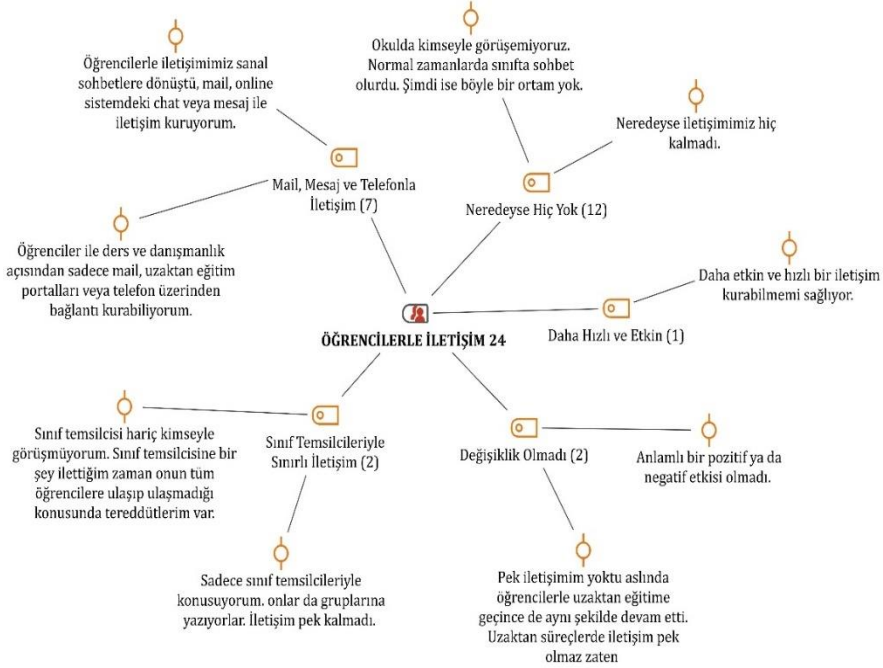 Öğrencilerle iletişimimiz sanal
sohbetlere dönüştü, mail, online
sistemdeki chat veya mesaj ile
iletişim kuruyorum.
Okulda kimseyle görüşemiyoruz.
Normal zamanlarda sınıfta sohbet
olurdu. Şimdi ise böyle bir ortam yok.
Neredeyse iletişimimiz hiç
kalmadı.
Mail, Mesaj ve Telefonla
İletişim (7)
Neredeyse Hiç Yok (12)
Öğrenciler ile ders ve danışmanlık
açısından sadece mail, uzaktan eğitim
portalları veya telefon üzerinden
bağlantı kurabiliyorum.
Daha etkin ve hızlı bir iletişim
kurabilmemi sağlıyor.
ÖĞRENCİLERLE İLETİŞİM 24
Daha Hızlı ve Etkin (1)
Sınıf temsilcisi hariç kimseyle
görüşmüyorum. Sınıf temsilcisine bir
şey ilettiğim zaman onun tüm
öğrencilere ulaşıp ulaşmadığı
konusunda tereddütlerim var.
Sınıf Temsilcileriyle
Sınırlı İletişim (2)
Değişiklik Olmadı (2)
Anlamlı bir pozitif ya da
negatif etkisi olmadı.
Sadece sınıf temsilcileriyle
konusuyorum. onlar da gruplarına
yazıyorlar. İletişim pek kalmadı.
Pek iletişimim yoktu aslında
öğrencilerle uzaktan eğitime
geçince de aynı şekilde devam etti.
Uzaktan süreçlerde iletişim pek
olmaz zaten